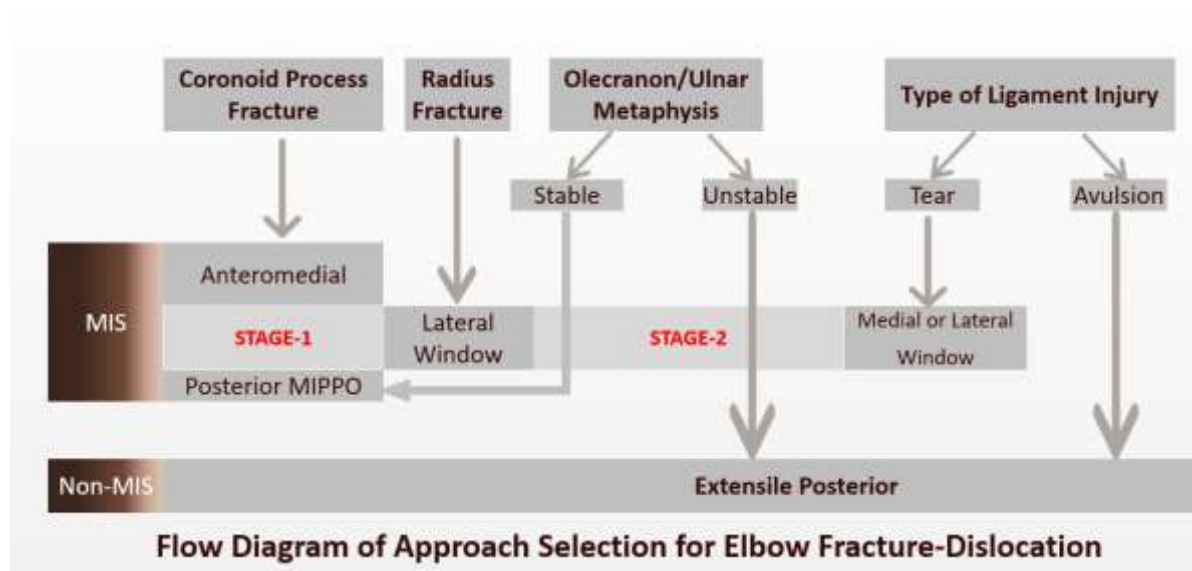 Coronoid Process
Fracture
Radius
Fracture
Olecranon/Ulnar
Metaphysis
Type of Ligament Injury
Stable
Unstable
Tear
Avulsion
MIS
Anteromedial
STAGE-1
Lateral
Window
STAGE-2
Medial or Lateral
Window
Posterior MIPPO
Non-MIS
Extensile Posterior
Flow Diagram of Approach Selection for Elbow Fracture-Dislocation